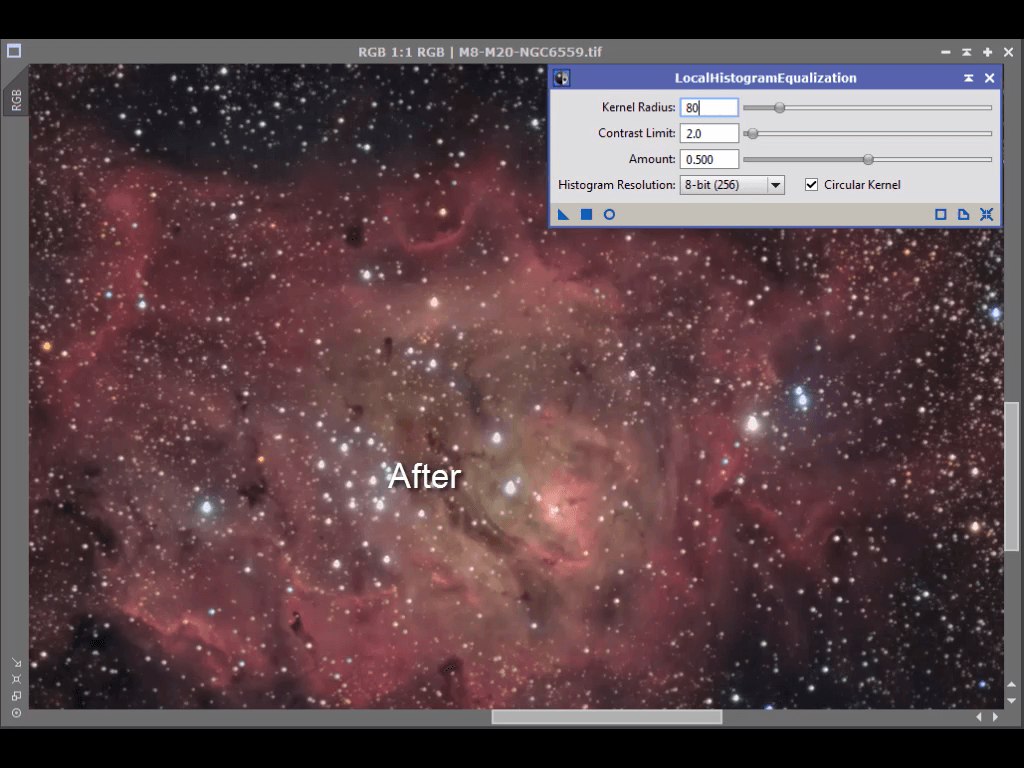 RGB 1:1 RGB | M8-M20-NGC6559.tif
RGB
LocalHistogramEqualization
Kernel Radius: 80
Contrast Limit: 2.0
Amount: 0.500
Histogram Resolution: 8-bit (256) Circular Kernel
After